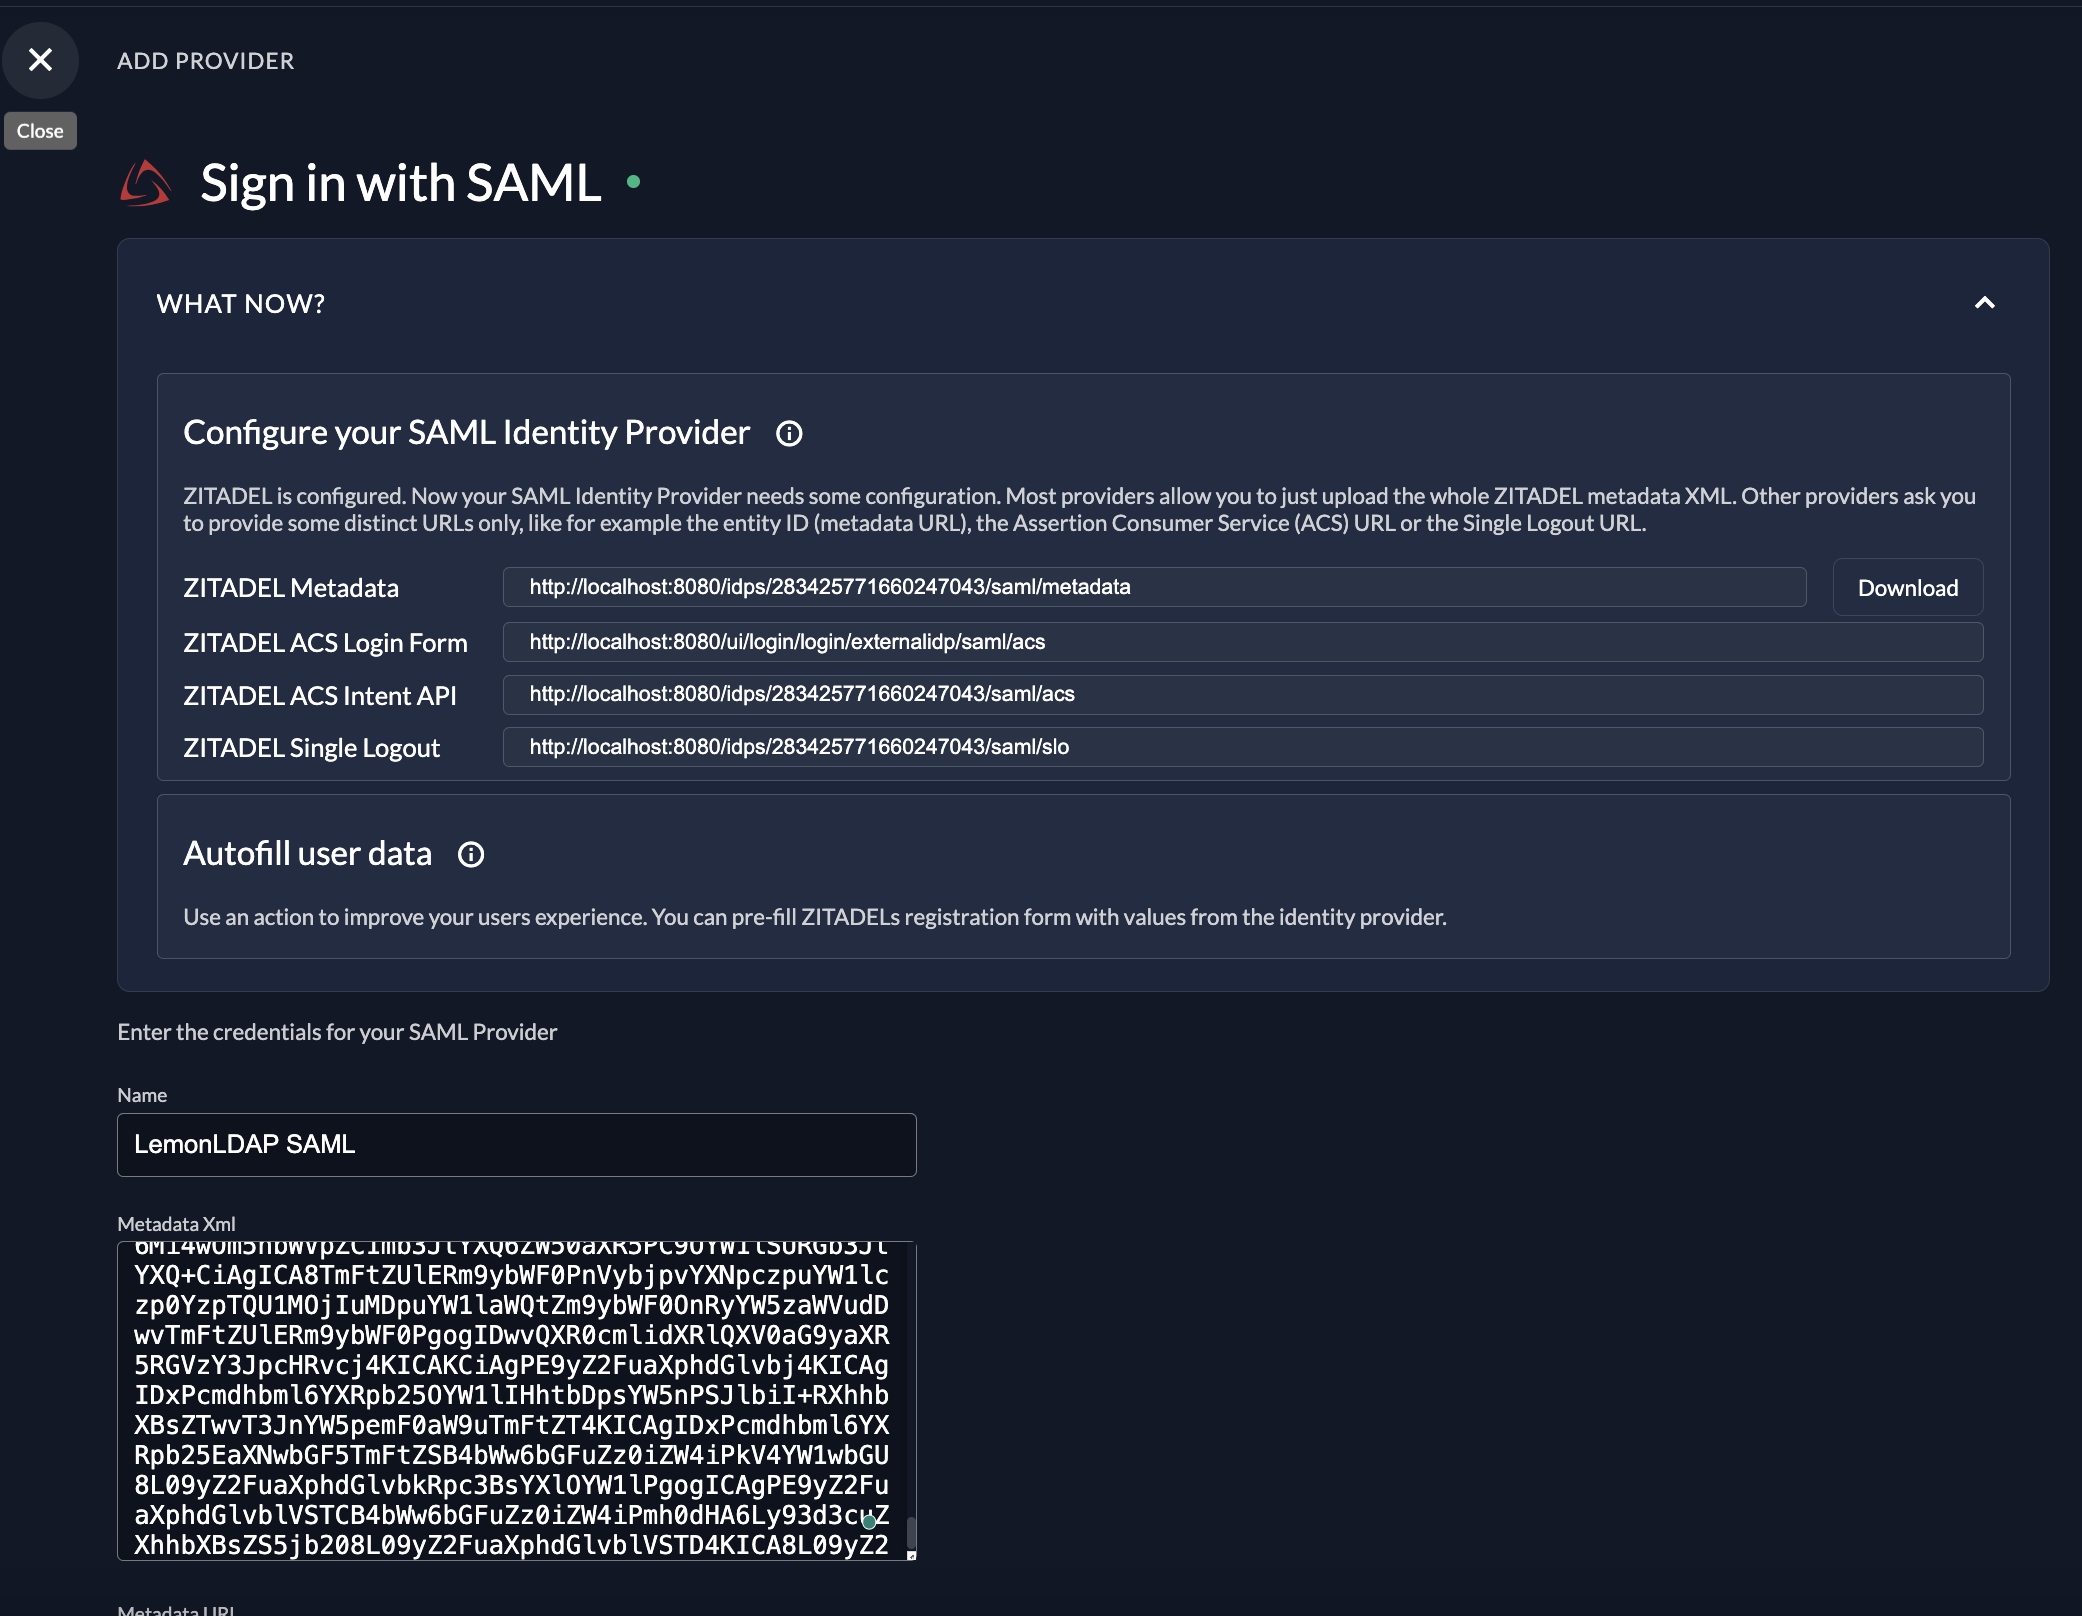 ADD PROVIDER
Close
Sign in with SAML
WHAT NOW?
Configure your SAML Identity Provider
ZITADEL is configured. Now your SAML Identity Provider needs some configuration. Most providers allow you to just upload the whole ZITADEL metadata XML. Other providers ask you
to provide some distinct URLs only, like for example the entity ID (metadata URL), the Assertion Consumer Service (ACS) URL or the Single Logout URL.
ZITADEL Metadata http://localhost:8080/idps/283425771660247043/saml/metadata Download
ZITADEL ACS Login Form http://localhost:8080/ui/login/login/externalidp/saml/acs
ZITADEL ACS Intent API http://localhost:8080/idps/283425771660247043/saml/acs
ZITADEL Single Logout http://localhost:8080/idps/283425771660247043/saml/slo
Autofill user data
Use an action to improve your users experience. You can pre-fill ZITADELs registration form with values from the identity provider.
Enter the credentials for your SAML Provider
Name
LemonLDAP SAML
Metadata Xml
YXQ+CiAgICA8TmFtZUlERm9ybWF0PnVybjpvYXNpczpuYW1lc
zp0YzpTQU1MOjIuMDpuYW1laWQtZm9ybWF0OnRyYW5zaWVudD
wvTmFtZUlERm9ybWF0PgogIDwvQXR0cmlidXRlQXV0aG9yaXR
5RGVzY3JpcHRvcj4KICAKCiAgPE9yZ2FuaXphdGlvbj4KICAg
IDxPcmdhbml6YXRpb25OYW1lIHhtbDpsYW5nPSJlbiI+RXhhb
XBsZTwvT3JnYW5pemF0aW9uTmFtZT4KICAgIDxPcmdhbml6YX
Rpb25EaXNwbGF5TmFtZSB4bWw6bGFuZz0iZW4iPkV4YW1wbGU
8L09yZ2FuaXphdGlvbkRpc3BsYXlOYW1lPgogICAgPE9yZ2Fu
aXphdGlvblVSTCB4bWw6bGFuZz0iZW4iPmh0dHA6Ly93d3cuZ
XhhbXBsZS5jb208L09yZ2FuaXphdGlvblVSTD4KICA8L09yZ2
Metadata URL